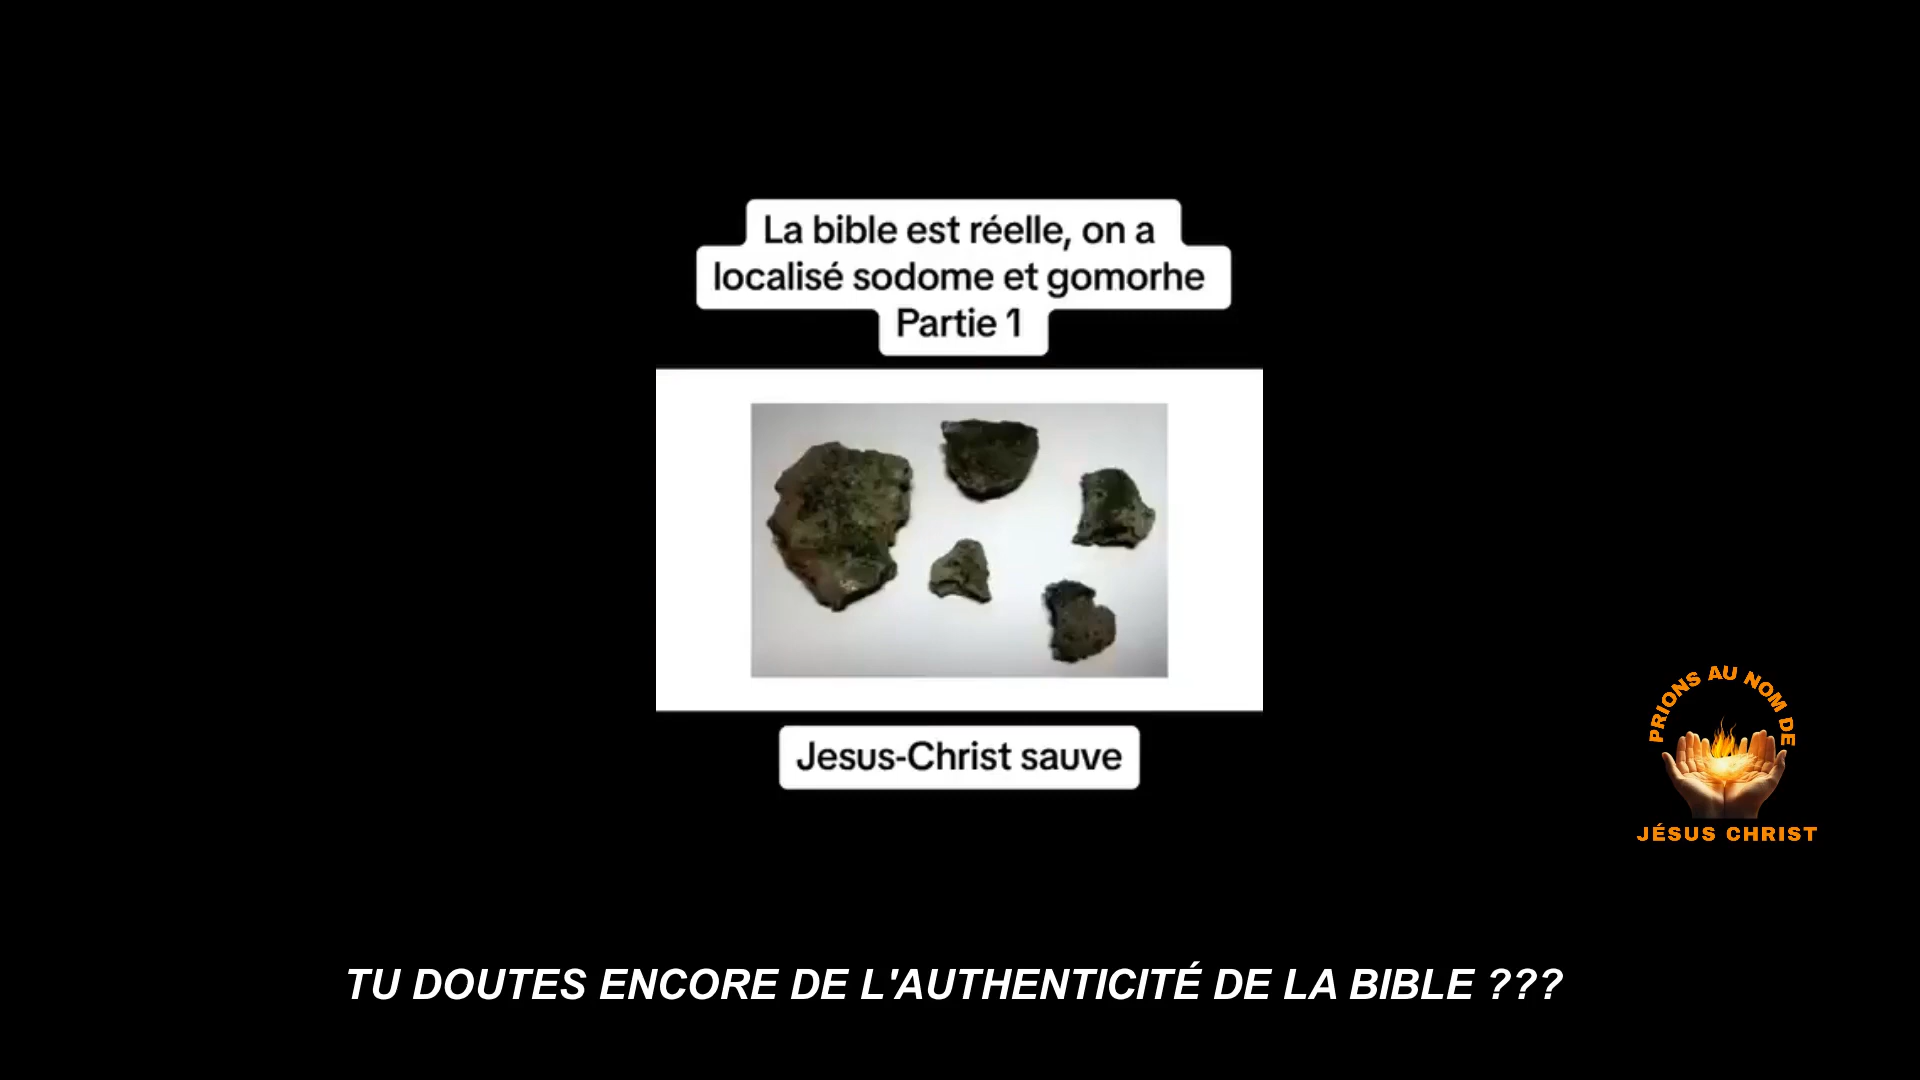 La bible est réelle, on a
localisé sodome et gomorhe
Partie 1
Jesus-Christ sauve
PRIONS AU NOM DE
JÉSUS CHRIST
TU DOUTES ENCORE DE L'AUTHENTICITÉ DE LA BIBLE ???